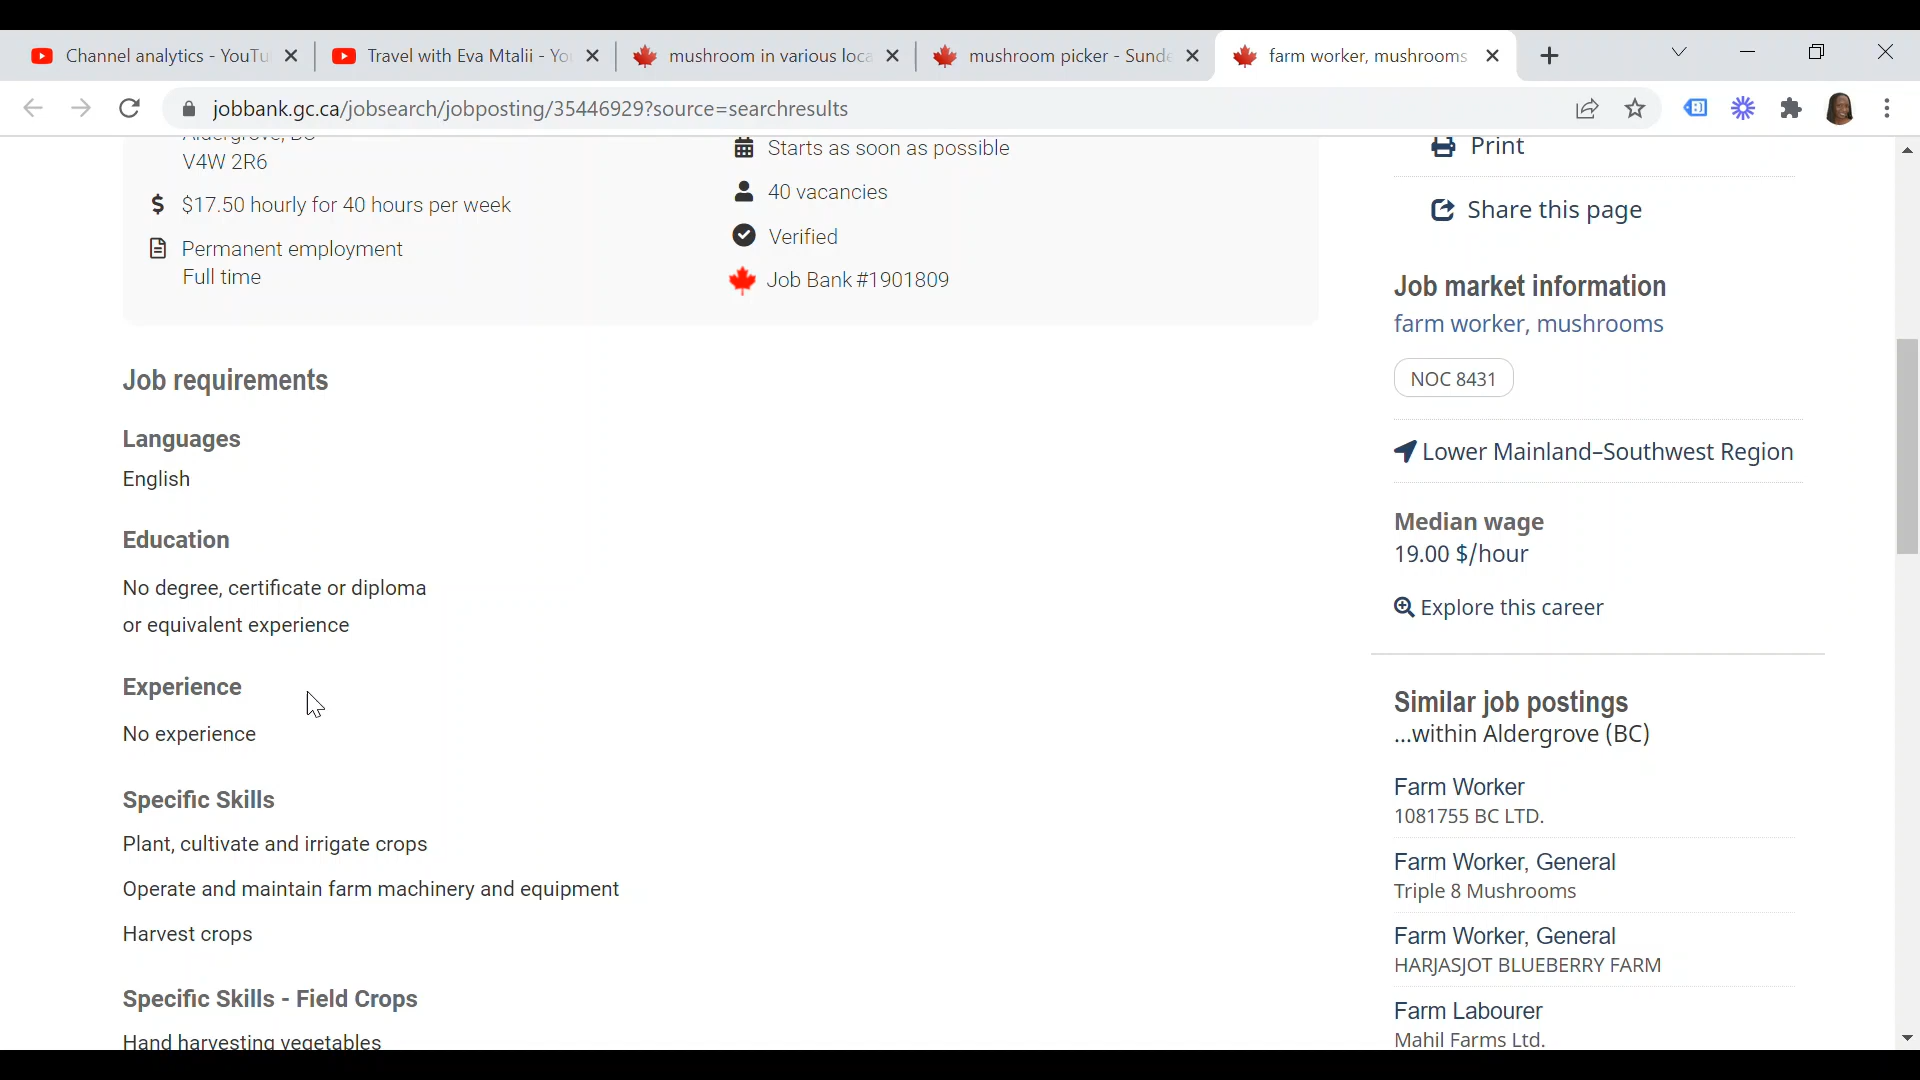 Channel analytics - YouTu
Travel with Eva Mtalii - Yo
mushroom in various loca
mushroom picker - Sunde
farm worker, mushrooms
jobbank.gc.ca/jobsearch/jobposting/35446929?source=searchresults
V4W 2R6
$17.50 hourly for 40 hours per week
Permanent employment
Full time
Starts as soon as possible
40 vacancies
Verified
Job Bank #1901809
Job requirements
Languages
English
Education
No degree, certificate or diploma
or equivalent experience
Experience
No experience
Specific Skills
Plant, cultivate and irrigate crops
Operate and maintain farm machinery and equipment
Harvest crops
Specific Skills - Field Crops
Hand harvesting vegetables
Print
Share this page
Job market information
farm worker, mushrooms
NOC 8431
Lower Mainland–Southwest Region
Median wage
19.00 $/hour
Explore this career
Similar job postings
...within Aldergrove (BC)
Farm Worker
1081755 BC LTD.
Farm Worker, General
Triple 8 Mushrooms
Farm Worker, General
HARJASJOT BLUEBERRY FARM
Farm Labourer
Mahil Farms Ltd.